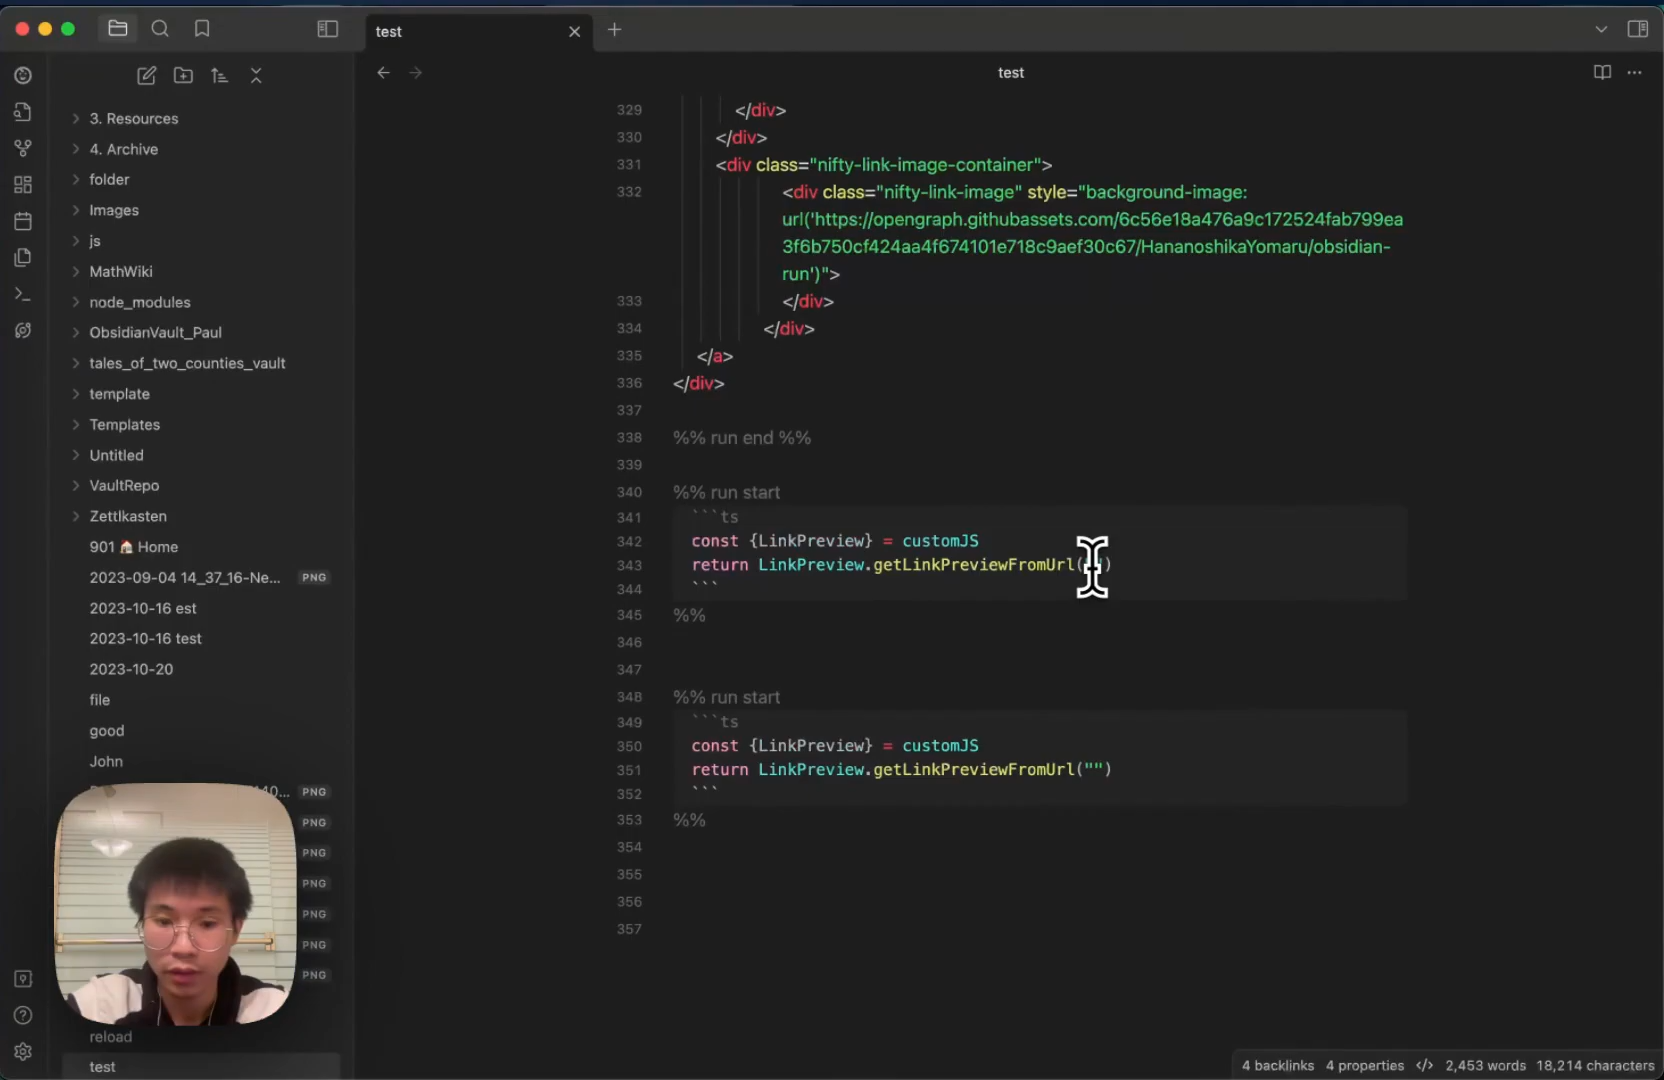 test
test
3. Resources
4. Archive
folder
Images
js
MathWiki
node_modules
ObsidianVault_Paul
tales_of_two_counties_vault
template
Templates
Untitled
VaultRepo
Zettlkasten
901 🏠 Home
2023-09-04 14_37_16-Ne... PNG
2023-10-16 est
2023-10-16 test
2023-10-20
file
good
John
40... PNG
PNG
PNG
PNG
PNG
PNG
PNG
reload
test
329 </div>
330 </div>
331 <div class="nifty-link-image-container">
332 <div class="nifty-link-image" style="background-image:
url('https://opengraph.githubassets.com/6c56e18a476a9c172524fab799ea
3f6b750cf424aa4f674101e718c9aef30c67/HananoshikaYomaru/obsidian-
run')">
333 </div>
334 </div>
335 </a>
336 </div>
337
338 %% run end %%
339
340 %% run start
341 ```ts
342 const {LinkPreview} = customJS
343 return LinkPreview.getLinkPreviewFromUrl("")
344 ```
345 %%
346
347
348 %% run start
349 ```ts
350 const {LinkPreview} = customJS
351 return LinkPreview.getLinkPreviewFromUrl("")
352 ```
353 %%
354
355
356
357
4 backlinks 4 properties </> 2,453 words 18,214 characters